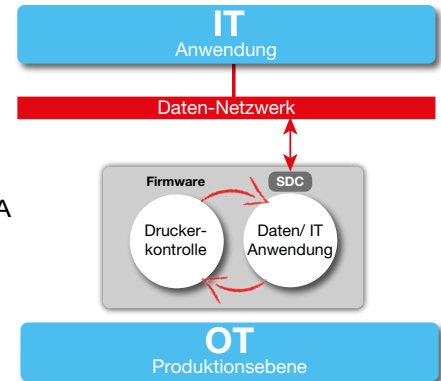 IT
Anwendung
Daten-Netzwerk
Firmware
SDC
A
Drucker-
kontrolle
Daten/ IT
Anwendung
OT
Produktionsebene